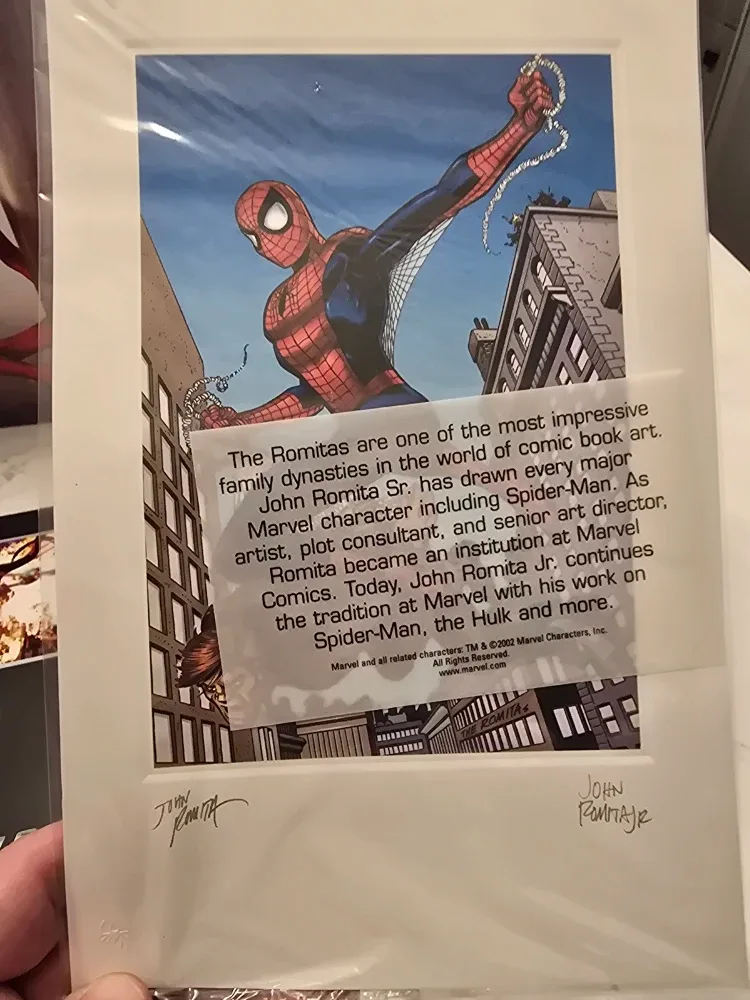 The Romitas are one of the most impressive
family dynasties in the world of comic book art.
John Romita Sr. has drawn every major
Marvel character including Spider-Man. As
artist, plot consultant, and senior art director,
Romita became an institution at Marvel
Comics. Today, John Romita Jr. continues
the tradition at Marvel with his work on
Spider-Man, the Hulk and more.
Marvel and all related characters: TM & ©2002 Marvel Characters, Inc.
All Rights Reserved.
www.marvel.com
THE ROMITAS
JOHN
ROMITA
JOHN
ROMITA JR